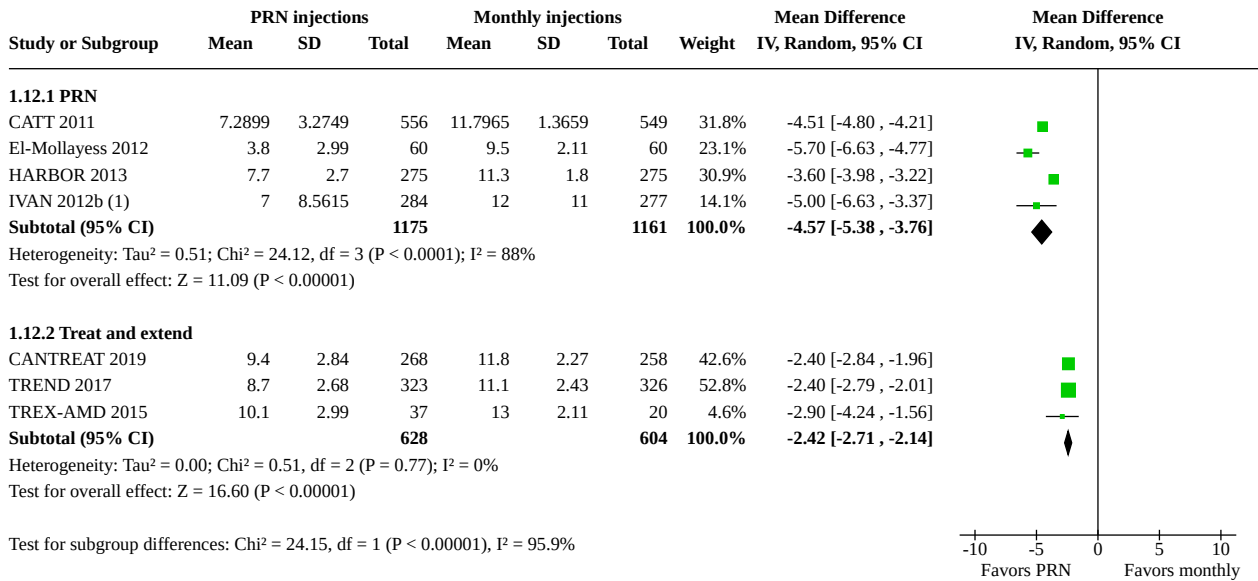 PRN injections Monthly injections Mean Difference Mean Difference
Study or Subgroup Mean SD Total Mean SD Total Weight IV, Random, 95% CI IV, Random, 95% CI
1.12.1 PRN
CATT 2011 7.2899 3.2749 556 11.7965 1.3659 549 31.8% -4.51 [-4.80 , -4.21]
El-Mollayess 2012 3.8 2.99 60 9.5 2.11 60 23.1% -5.70 [-6.63 , -4.77]
HARBOR 2013 7.7 2.7 275 11.3 1.8 275 30.9% -3.60 [-3.98 , -3.22]
IVAN 2012b (1) 7 8.5615 284 12 11 277 14.1% -5.00 [-6.63 , -3.37]
Subtotal (95% CI) 1175 1161 100.0% -4.57 [-5.38 , -3.76]
Heterogeneity: Tau² = 0.51; Chi² = 24.12, df = 3 (P < 0.0001); I² = 88%
Test for overall effect: Z = 11.09 (P < 0.00001)
1.12.2 Treat and extend
CANTREAT 2019 9.4 2.84 268 11.8 2.27 258 42.6% -2.40 [-2.84 , -1.96]
TREND 2017 8.7 2.68 323 11.1 2.43 326 52.8% -2.40 [-2.79 , -2.01]
TREX-AMD 2015 10.1 2.99 37 13 2.11 20 4.6% -2.90 [-4.24 , -1.56]
Subtotal (95% CI) 628 604 100.0% -2.42 [-2.71 , -2.14]
Heterogeneity: Tau² = 0.00; Chi² = 0.51, df = 2 (P = 0.77); I² = 0%
Test for overall effect: Z = 16.60 (P < 0.00001)
Test for subgroup differences: Chi² = 24.15, df = 1 (P < 0.00001), I² = 95.9%
-10 -5 0 5 10
Favors PRN Favors monthly